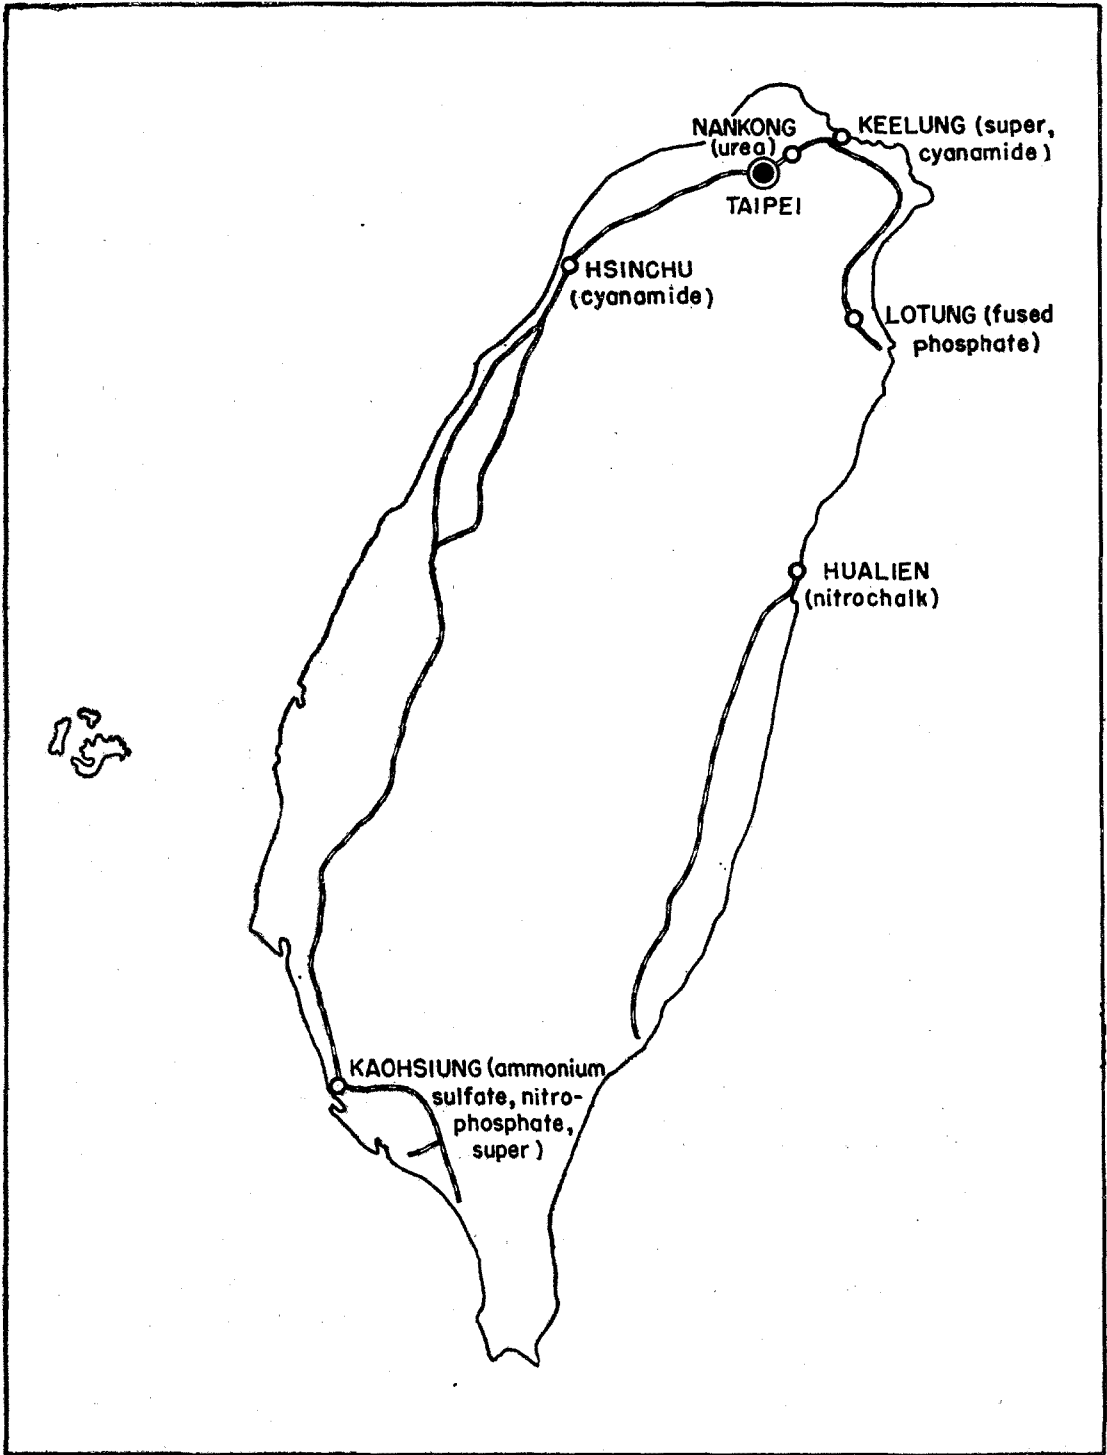 NANKONG
(urea)
KEELUNG (super,
cyanamide)
TAIPEI
HSINCHU
(cyanamide)
LOTUNG (fused
phosphate)
HUALIEN
(nitrochalk)
KAOHSIUNG (ammonium
sulfate, nitro-
phosphate,
super)